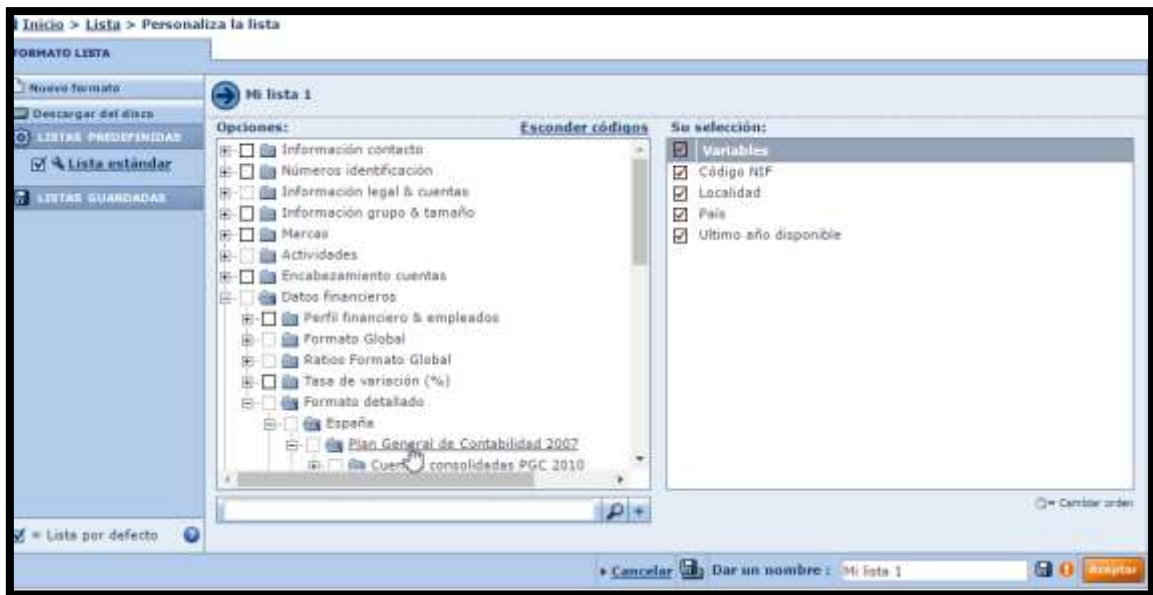 Inicio > Lista > Personaliza la lista
FORMATO LISTA
Nuevo formato
Descargar del disco
LISTAS PREDEFINIDAS
Lista estándar
LISTAS GUARDADAS
= Lista por defecto
Mi lista 1
Opciones: Esconder códigos
Información contacto
Números identificación
Información legal & cuentas
Información grupo & tamaño
Marcas
Actividades
Encabezamiento cuentas
Datos financieros
Perfil financiero & empleados
Formato Global
Ratios Formato Global
Tasa de variación (%)
Formato detallado
España
Plan General de Contabilidad 2007
consolidadas PGC 2010
Su selección:
Variables
Código NIF
Localidad
País
Ultimo año disponible
= Cambiar orden
Cancelar Dar un nombre : Mi lista 1 Aceptar